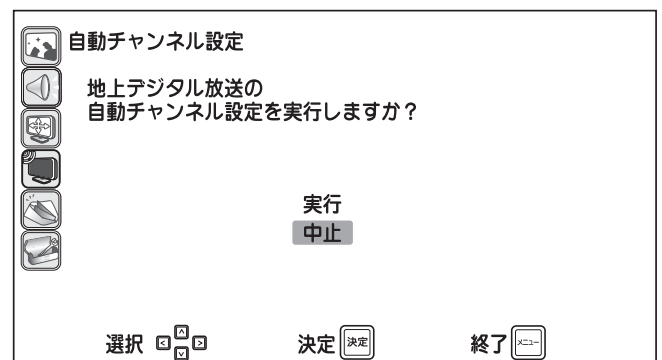 自動チャンネル設定
地上デジタル放送の
自動チャンネル設定を実行しますか？
実行
中止
選択 決定 決定 終了 メニュー